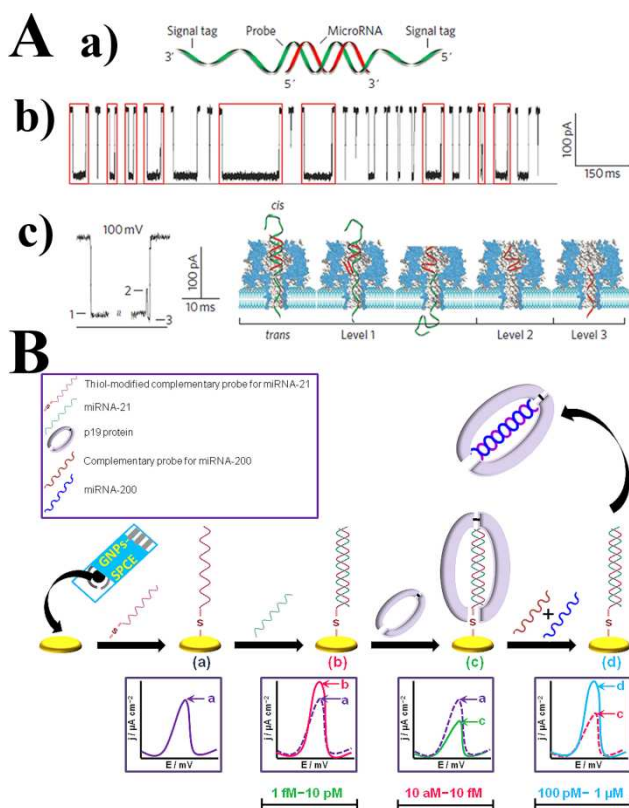 A
a)
Signal tag
Probe
MicroRNA
Signal tag
3′
5′
5′
3′
b)
100 pA
150 ms
c)
100 mV
1
2
3
100 pA
10 ms
cis
trans
Level 1
Level 2
Level 3
B
Thiol-modified complementary probe for miRNA-21
miRNA-21
p19 protein
Complementary probe for miRNA-200
miRNA-200
GNPs
SPCE
S
S
S
S
S
+
(a)
(b)
(c)
(d)
j / µA cm⁻²
a
E / mV
j / µA cm⁻²
b
a
E / mV
j / µA cm⁻²
a
c
E / mV
j / µA cm⁻²
d
c
E / mV
1 fM–10 pM
10 aM–10 fM
100 pM– 1 µM